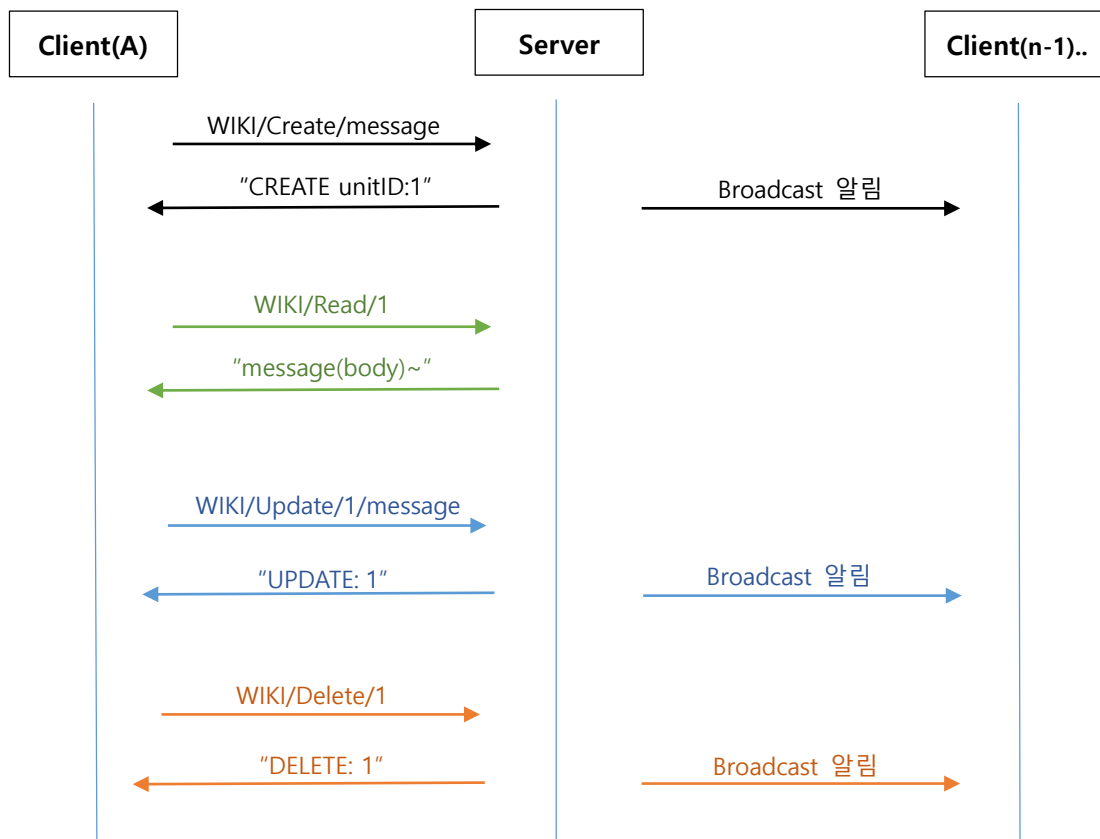 Client(A)
Server
Client(n-1)..
WIKI/Create/message
"CREATE unitID:1"
Broadcast 알림
WIKI/Read/1
"message(body)~"
WIKI/Update/1/message
"UPDATE: 1"
Broadcast 알림
WIKI/Delete/1
"DELETE: 1"
Broadcast 알림